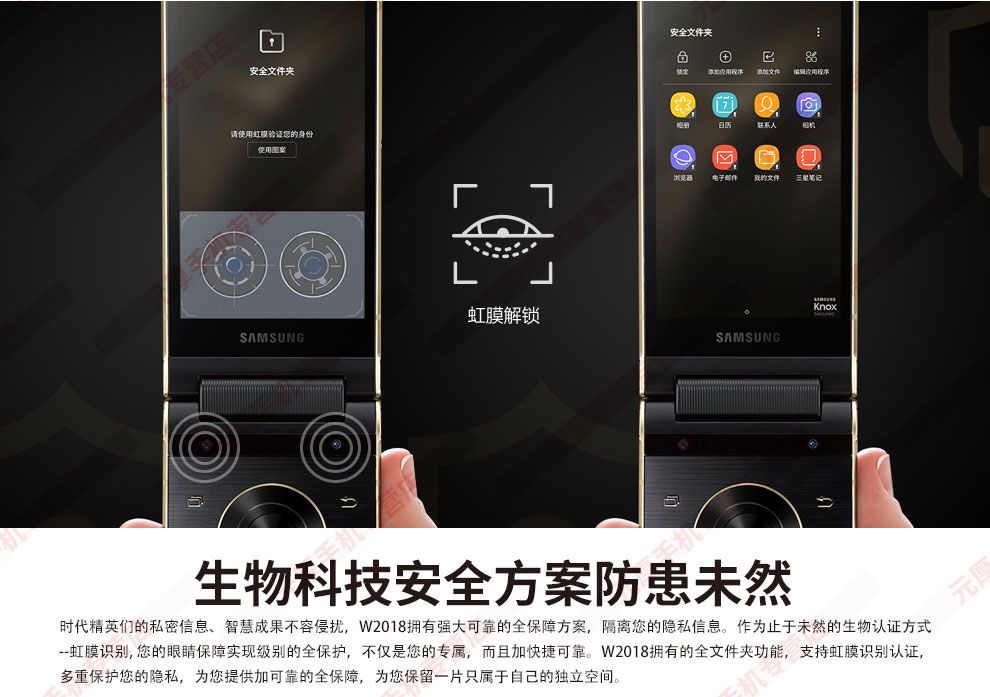 安全文件夹
请使用虹膜验证您的身份
使用图案
SAMSUNG
虹膜解锁
安全文件夹
锁定 添加应用程序 添加文件 编辑应用程序
7
相册 日历 联系人 相机
浏览器 电子邮件 我的文件 三星笔记
SAMSUNG
Knox
Secured
SAMSUNG
生物科技安全方案防患未然
时代精英们的私密信息、智慧成果不容侵扰，W2018拥有强大可靠的全保障方案，隔离您的隐私信息。作为止于未然的生物认证方式
--虹膜识别,您的眼睛保障实现级别的全保护，不仅是您的专属，而且加快捷可靠。W2018拥有的全文件夹功能，支持虹膜识别认证,
多重保护您的隐私，为您提供加可靠的全保障，为您保留一片只属于自己的独立空间。
元厚手机专营店